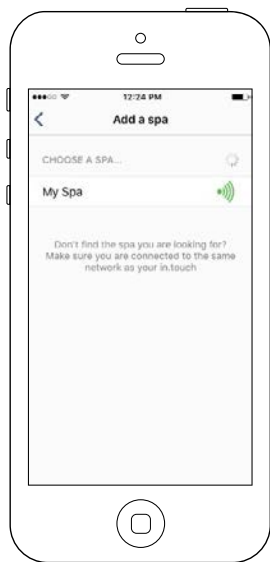 12:24 PM
Add a spa
CHOOSE A SPA...
My Spa
Don't find the spa you are looking for?
Make sure you are connected to the same
network as your in.touch